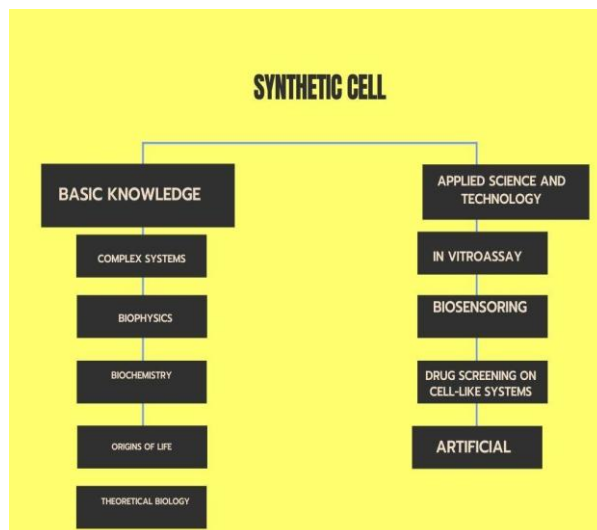 SYNTHETIC CELL
BASIC KNOWLEDGE
COMPLEX SYSTEMS
BIOPHYSICS
BIOCHEMISTRY
ORIGINS OF LIFE
THEORETICAL BIOLOGY
APPLIED SCIENCE AND
TECHNOLOGY
IN VITROASSAY
BIOSENSORING
DRUG SCREENING ON
CELL-LIKE SYSTEMS
ARTIFICIAL